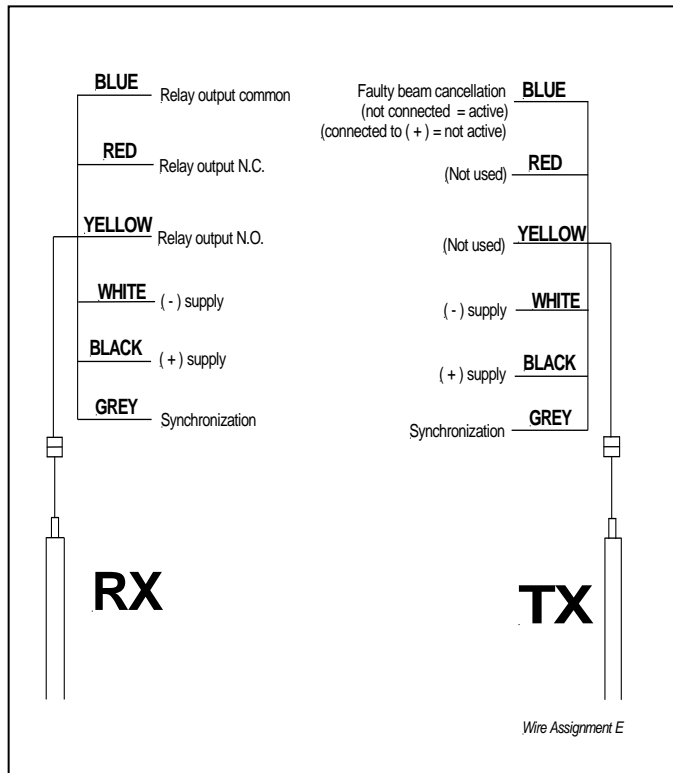 BLUE
Relay output common
RED
Relay output N.C.
YELLOW
Relay output N.O.
WHITE
( - ) supply
BLACK
( + ) supply
GREY
Synchronization
RX
Faulty beam cancellation
(not connected = active)
(connected to ( + ) = not active)
BLUE
(Not used)
RED
(Not used)
YELLOW
( - ) supply
WHITE
( + ) supply
BLACK
Synchronization
GREY
TX
Wire Assignment E